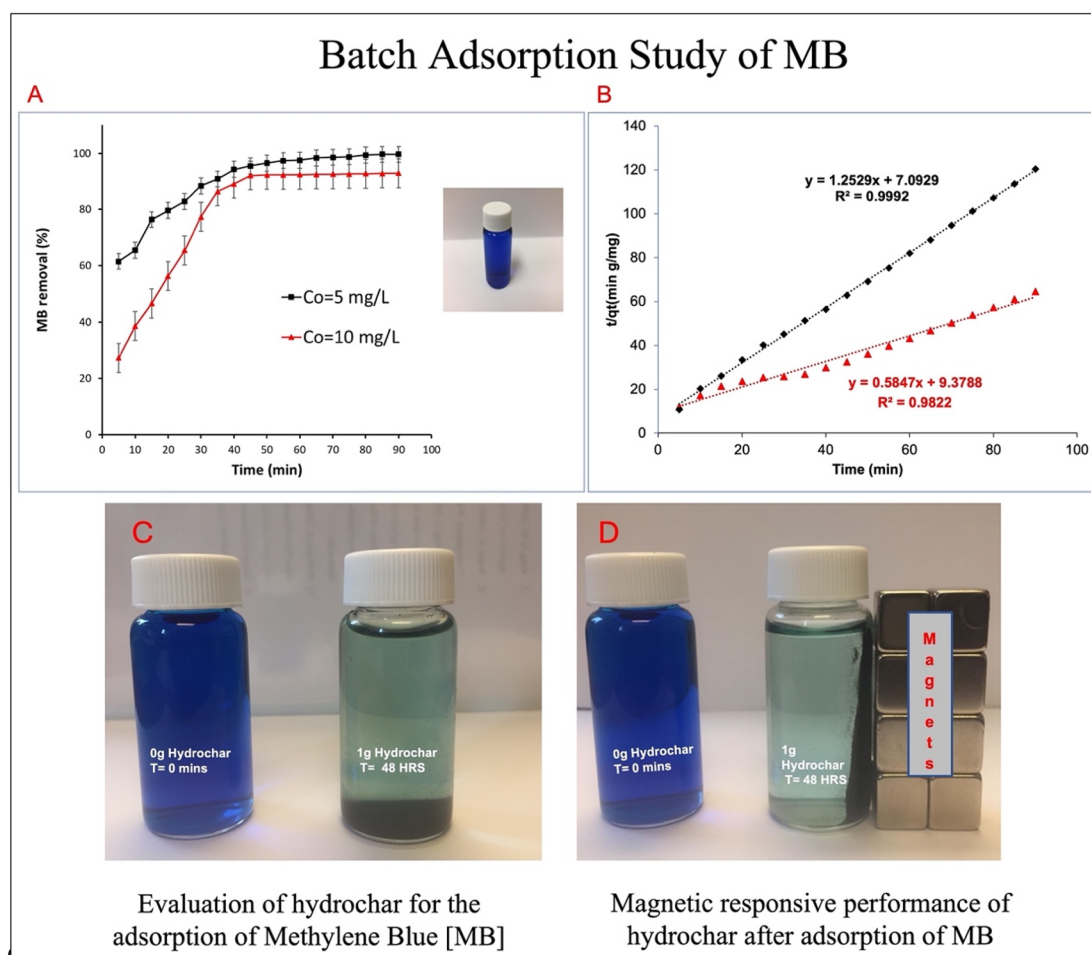 Batch Adsorption Study of MB
A
MB removal (%)
100
80
60
40
20
0
0 10 20 30 40 50 60 70 80 90 100
Time (min)
Co=5 mg/L
Co=10 mg/L
B
t/qt(min g/mg)
140
120
100
80
60
40
20
0
0 20 40 60 80 100
Time (min)
y = 1.2529x + 7.0929
R² = 0.9992
y = 0.5847x + 9.3788
R² = 0.9822
C
0g Hydrochar
T= 0 mins
1g Hydrochar
T= 48 HRS
D
0g Hydrochar
T= 0 mins
1g
Hydrochar
T= 48 HRS
Magnets
Evaluation of hydrochar for the
adsorption of Methylene Blue [MB]
Magnetic responsive performance of
hydrochar after adsorption of MB